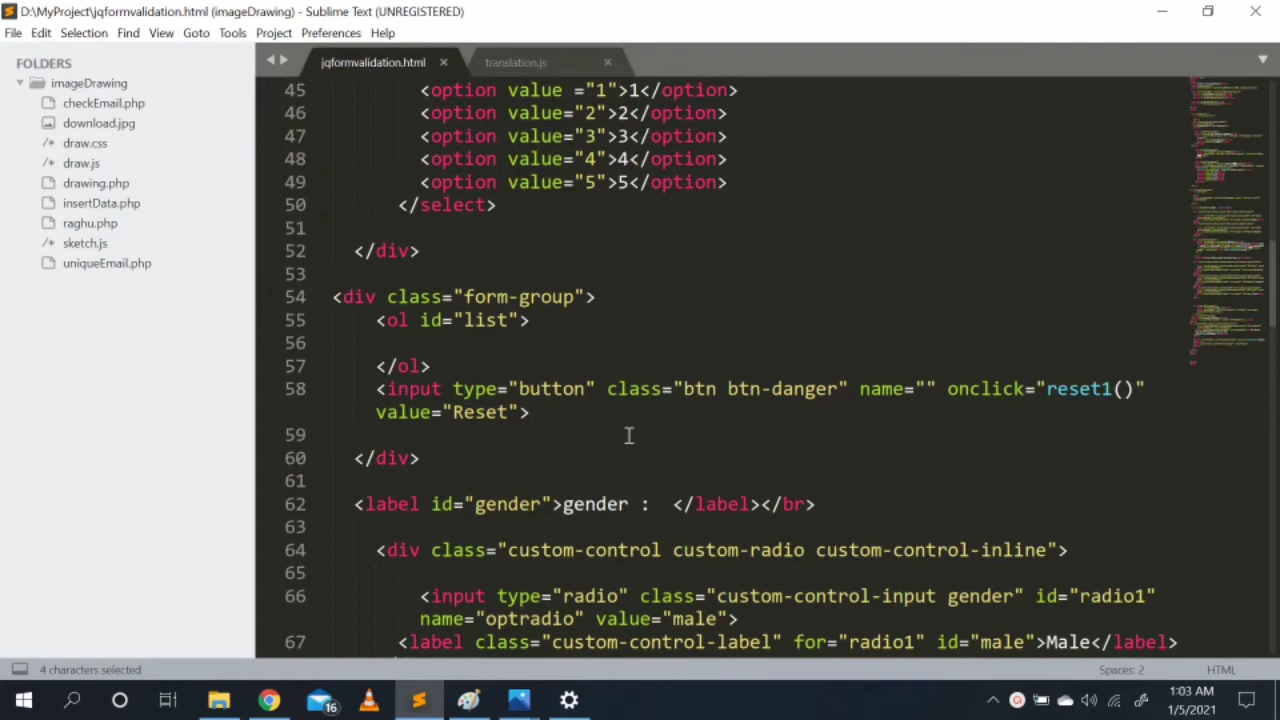 D:\MyProject\jqformvalidation.html (imageDrawing) - Sublime Text (UNREGISTERED)
File Edit Selection Find View Goto Tools Project Preferences Help
FOLDERS
imageDrawing
checkEmail.php
download.jpg
draw.css
draw.js
drawing.php
insertData.php
raghu.php
sketch.js
uniqueEmail.php
jqformvalidation.html translation.js
45 <option value ="1">1</option>
46 <option value="2">2</option>
47 <option value="3">3</option>
48 <option value="4">4</option>
49 <option value="5">5</option>
50 </select>
51
52 </div>
53
54 <div class="form-group">
55 <ol id="list">
56
57 </ol>
58 <input type="button" class="btn btn-danger" name="" onclick="reset1()"
value="Reset">
59
60 </div>
61
62 <label id="gender">gender :  </label></br>
63
64 <div class="custom-control custom-radio custom-control-inline">
65
66 <input type="radio" class="custom-control-input gender" id="radio1"
name="optradio" value="male">
67 <label class="custom-control-label" for="radio1" id="male">Male</label>
4 characters selected Spaces: 2 HTML
16
1:03 AM
1/5/2021